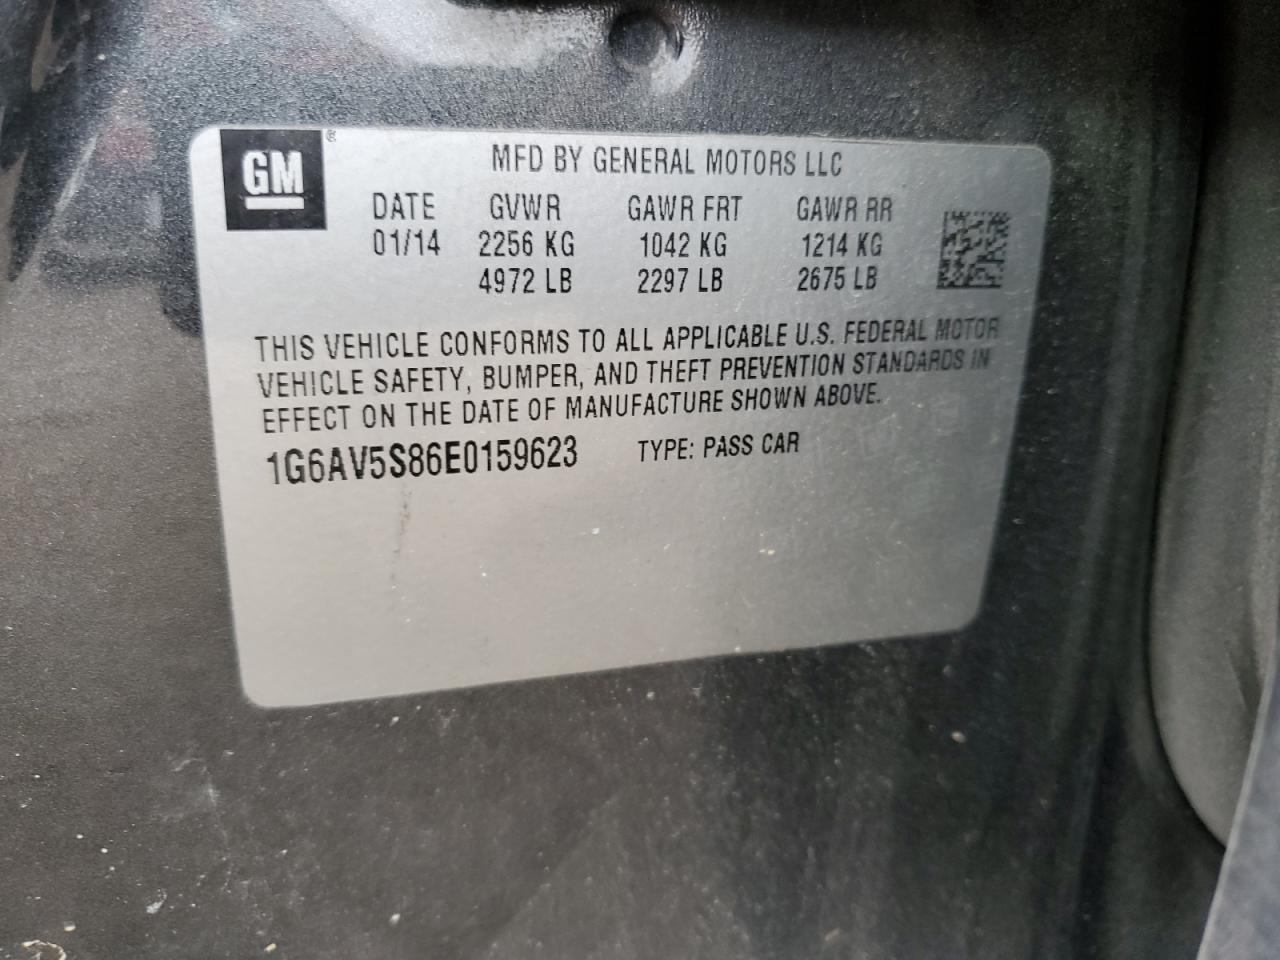 GM ®
MFD BY GENERAL MOTORS LLC
DATE GVWR GAWR FRT GAWR RR
01/14 2256 KG 1042 KG 1214 KG
4972 LB 2297 LB 2675 LB
THIS VEHICLE CONFORMS TO ALL APPLICABLE U.S. FEDERAL MOTOR
VEHICLE SAFETY, BUMPER, AND THEFT PREVENTION STANDARDS IN
EFFECT ON THE DATE OF MANUFACTURE SHOWN ABOVE.
1G6AV5S86E0159623 TYPE: PASS CAR